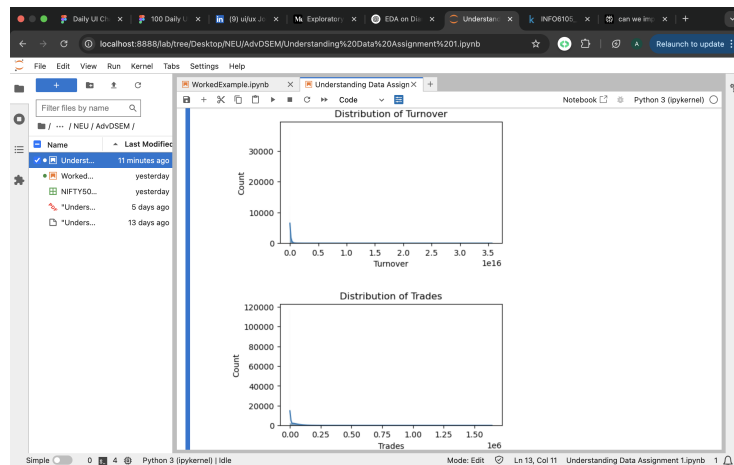 Daily UI Ch
100 Daily U
in (9) ui/ux Je
Exploratory
EDA on Dia
Understand
INFO6105_
can we imp
localhost:8888/lab/tree/Desktop/NEU/AdvDSEM/Understanding%20Data%20Assignment%201.ipynb
A
Relaunch to update
File Edit View Run Kernel Tabs Settings Help
WorkedExample.ipynb
Understanding Data Assign
Code
Notebook
Python 3 (ipykernel)
Filter files by name
/ ··· / NEU / AdvDSEM /
Name
Last Modified
Underst...
11 minutes ago
Worked...
yesterday
NIFTY50...
yesterday
"Unders...
5 days ago
"Unders...
13 days ago
Distribution of Turnover
30000
20000
10000
0
Count
0.0 0.5 1.0 1.5 2.0 2.5 3.0 3.5
Turnover
1e16
Distribution of Trades
120000
100000
80000
60000
40000
20000
0
Count
0.00 0.25 0.50 0.75 1.00 1.25 1.50
Trades
1e6
Simple
0
4
Python 3 (ipykernel) | Idle
Mode: Edit
Ln 13, Col 11
Understanding Data Assignment 1.ipynb
1